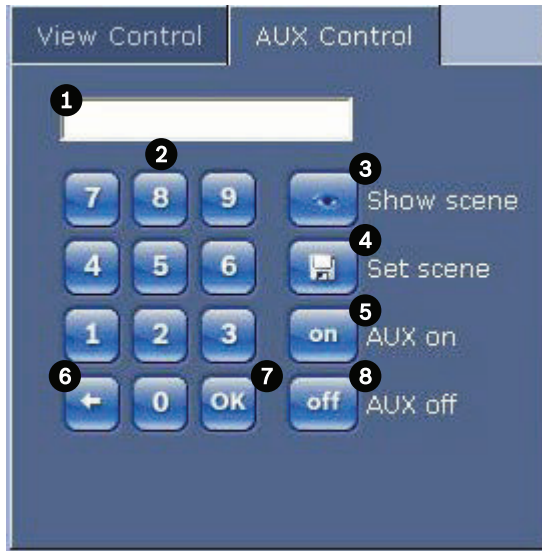 View Control AUX Control
1
2
3
7 8 9 Show scene
4
4 5 6 Set scene
5
1 2 3 on AUX on
6 7 8
0 OK off AUX off